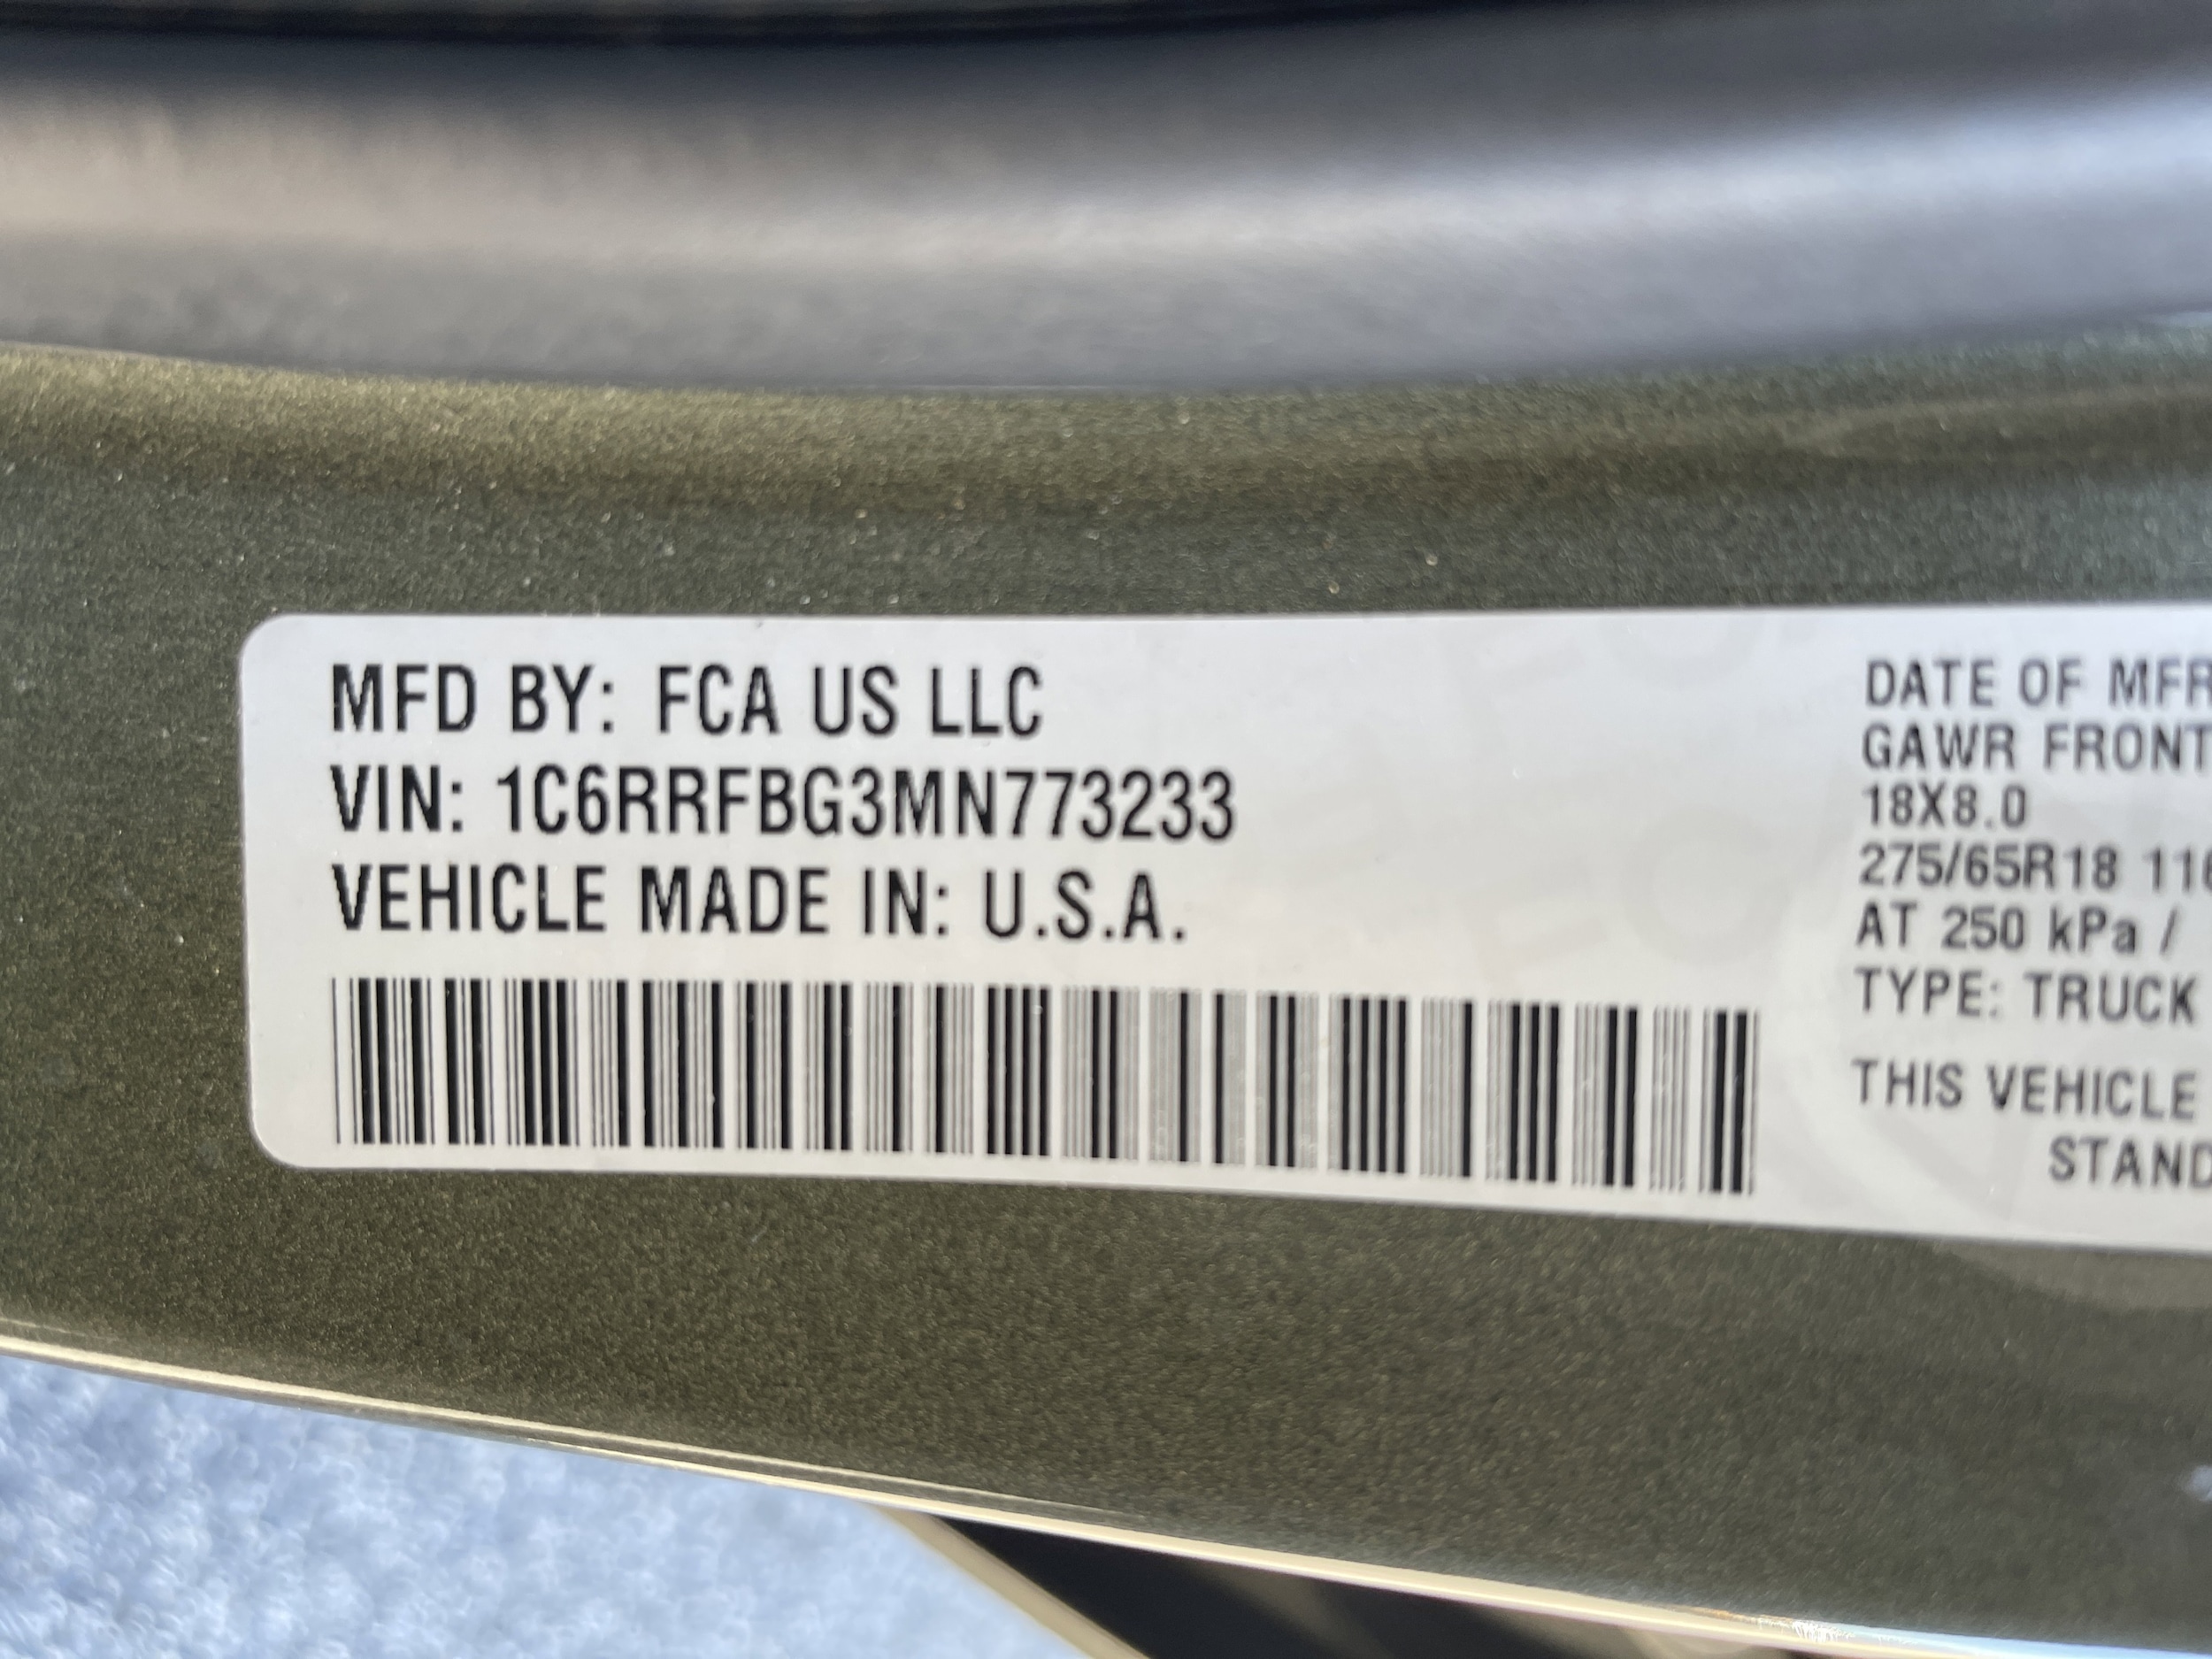 MFD BY: FCA US LLC
VIN: 1C6RRFBG3MN773233
VEHICLE MADE IN: U.S.A.
DATE OF MFR
GAWR FRONT
18X8.0
275/65R18
AT 250 kPa /
TYPE: TRUCK
THIS VEHICLE